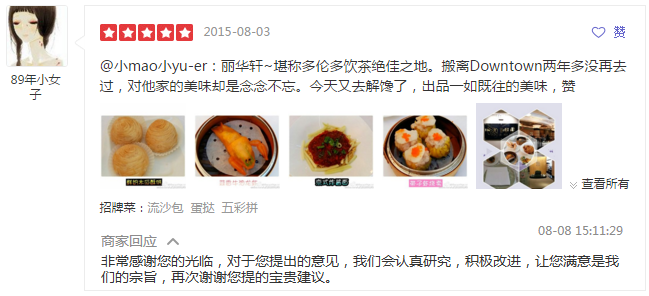 2015-08-03
赞
89年小女
子
@小mao小yu-er：丽华轩~堪称多伦多饮茶绝佳之地。搬离Downtown两年多没再去
过，对他家的美味却是念念不忘。今天又去解馋了，出品一如既往的美味，赞
查看所有
招牌菜：流沙包 蛋挞 五彩拼
08-08 15:11:29
商家回应
非常感谢您的光临，对于您提出的意见，我们会认真研究，积极改进，让您满意是我
们的宗旨，再次谢谢您提的宝贵建议。